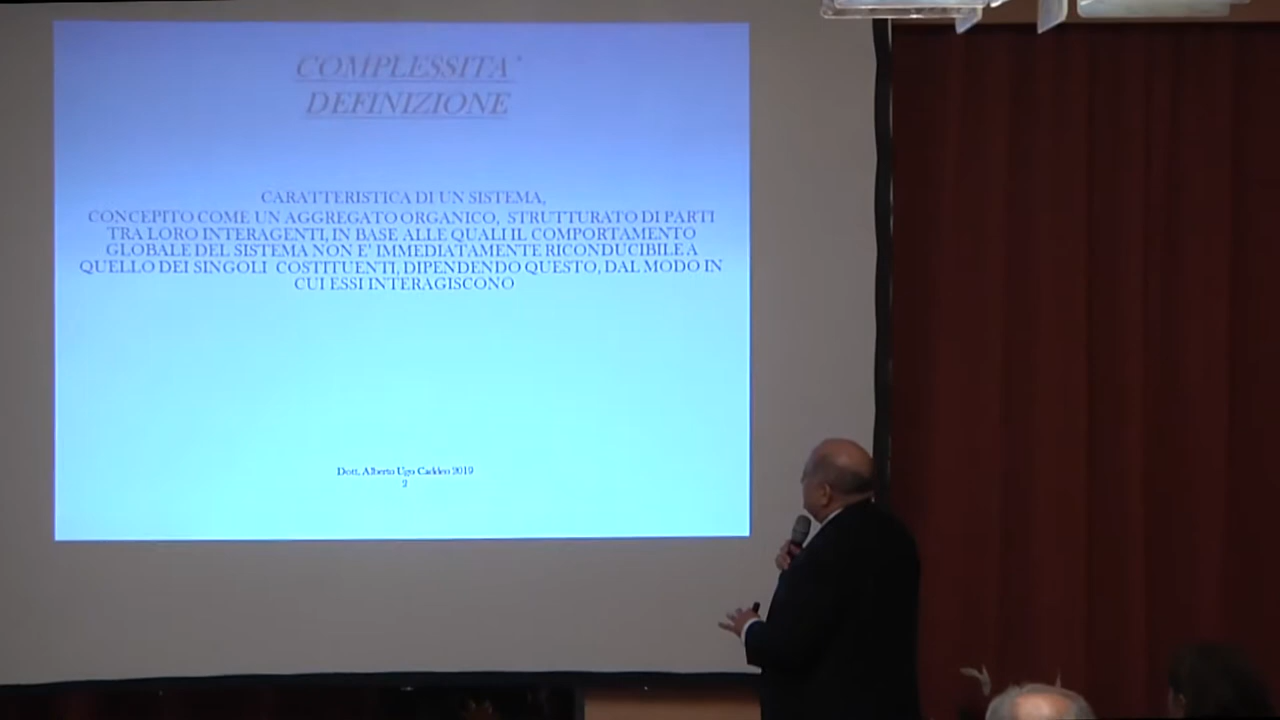 COMPLESSITA'
DEFINIZIONE
CARATTERISTICA DI UN SISTEMA,
CONCEPITO COME UN AGGREGATO ORGANICO, STRUTTURATO DI PARTI
TRA LORO INTERAGENTI, IN BASE ALLE QUALI IL COMPORTAMENTO
GLOBALE DEL SISTEMA NON E' IMMEDIATAMENTE RICONDUCIBILE A
QUELLO DEI SINGOLI COSTITUENTI, DIPENDENDO QUESTO, DAL MODO IN
CUI ESSI INTERAGISCONO
Dott. Alberto Ugo Caddeo 2019
2